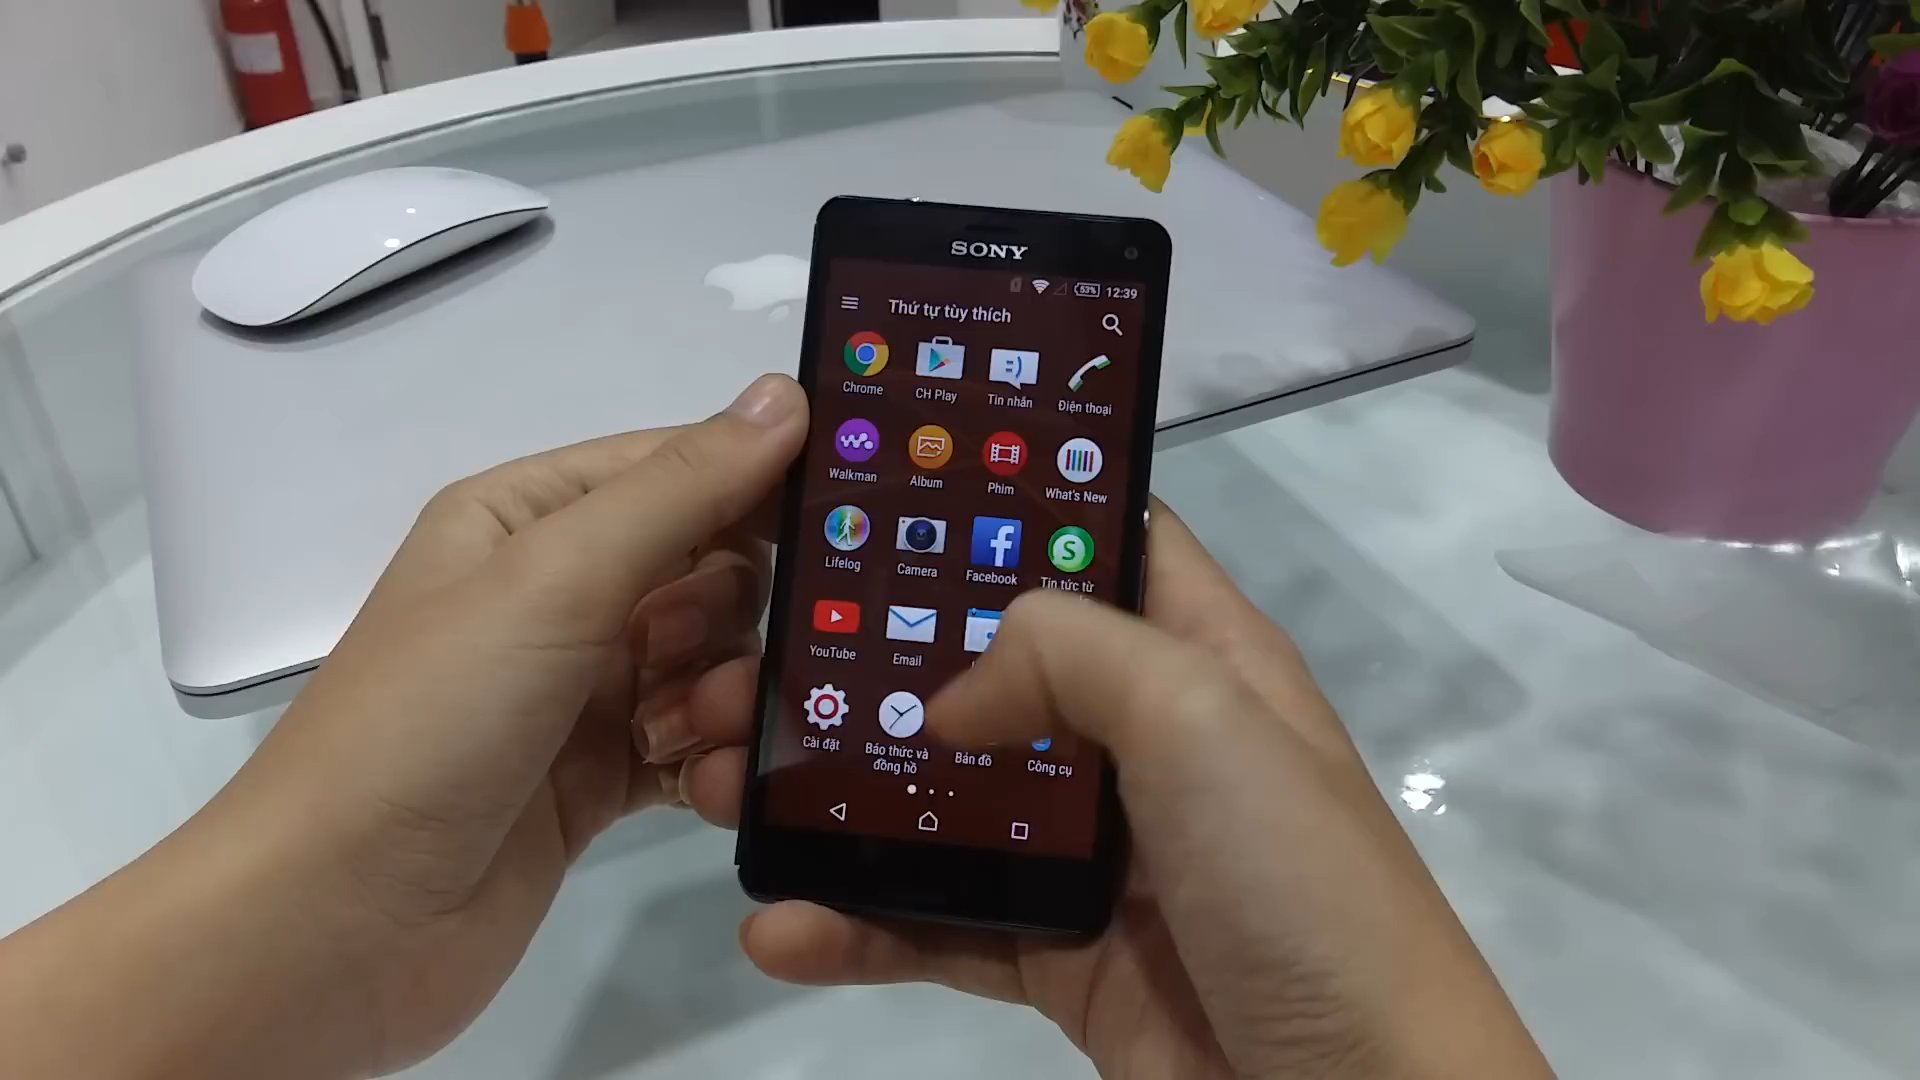 SONY
53% 12:39
Thứ tự tùy thích
Chrome
CH Play
Tin nhắn
Điện thoại
Walkman
Album
Phim
What's New
Lifelog
Camera
Facebook
S
Tin tức từ
YouTube
Email
Cài đặt
Báo thức và
đồng hồ
Bản đồ
Công cụ